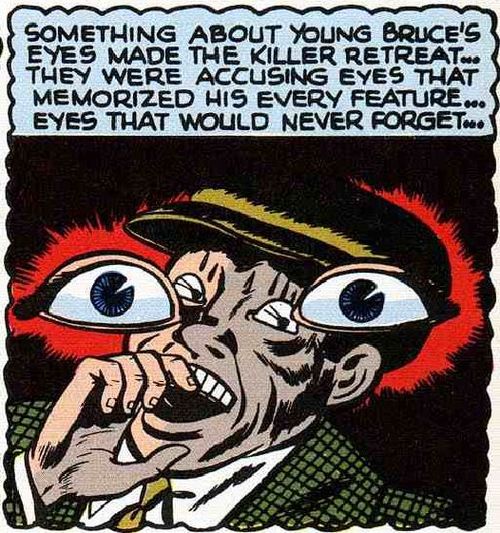 SOMETHING ABOUT YOUNG BRUCE'S
EYES MADE THE KILLER RETREAT...
THEY WERE ACCUSING EYES THAT
MEMORIZED HIS EVERY FEATURE...
EYES THAT WOULD NEVER FORGET...